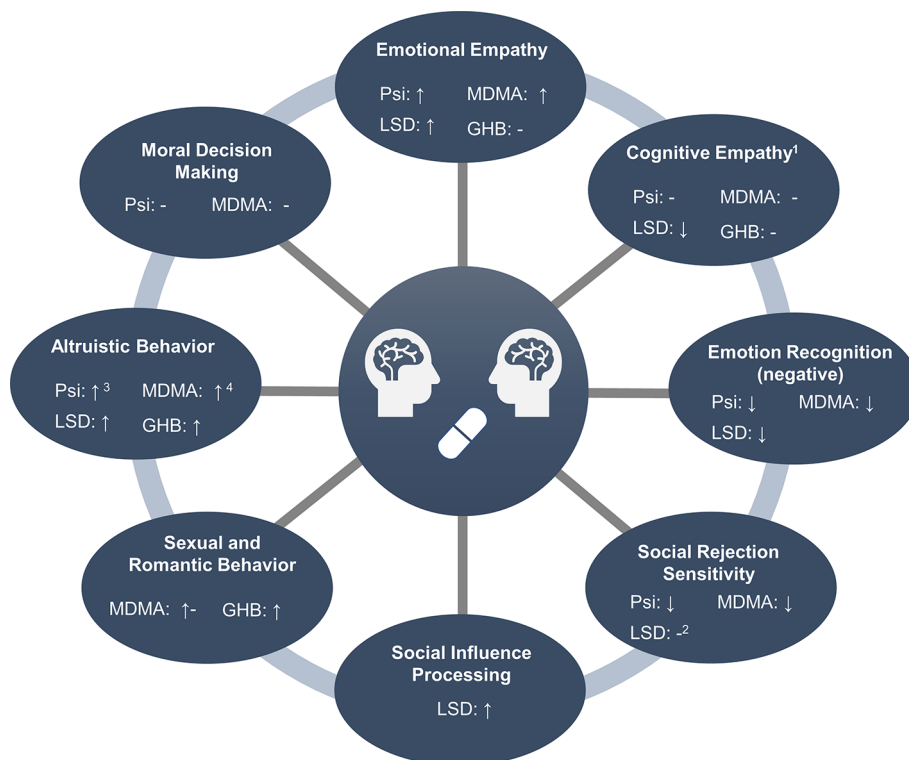 Emotional Empathy
Psi: ↑ MDMA: ↑
LSD: ↑ GHB: -
Cognitive Empathy¹
Psi: - MDMA: -
LSD: ↓ GHB: -
Emotion Recognition
(negative)
Psi: ↓ MDMA: ↓
LSD: ↓
Social Rejection
Sensitivity
Psi: ↓ MDMA: ↓
LSD: -²
Social Influence
Processing
LSD: ↑
Sexual and
Romantic Behavior
MDMA: ↑- GHB: ↑
Altruistic Behavior
Psi: ↑³ MDMA: ↑⁴
LSD: ↑ GHB: ↑
Moral Decision
Making
Psi: - MDMA: -